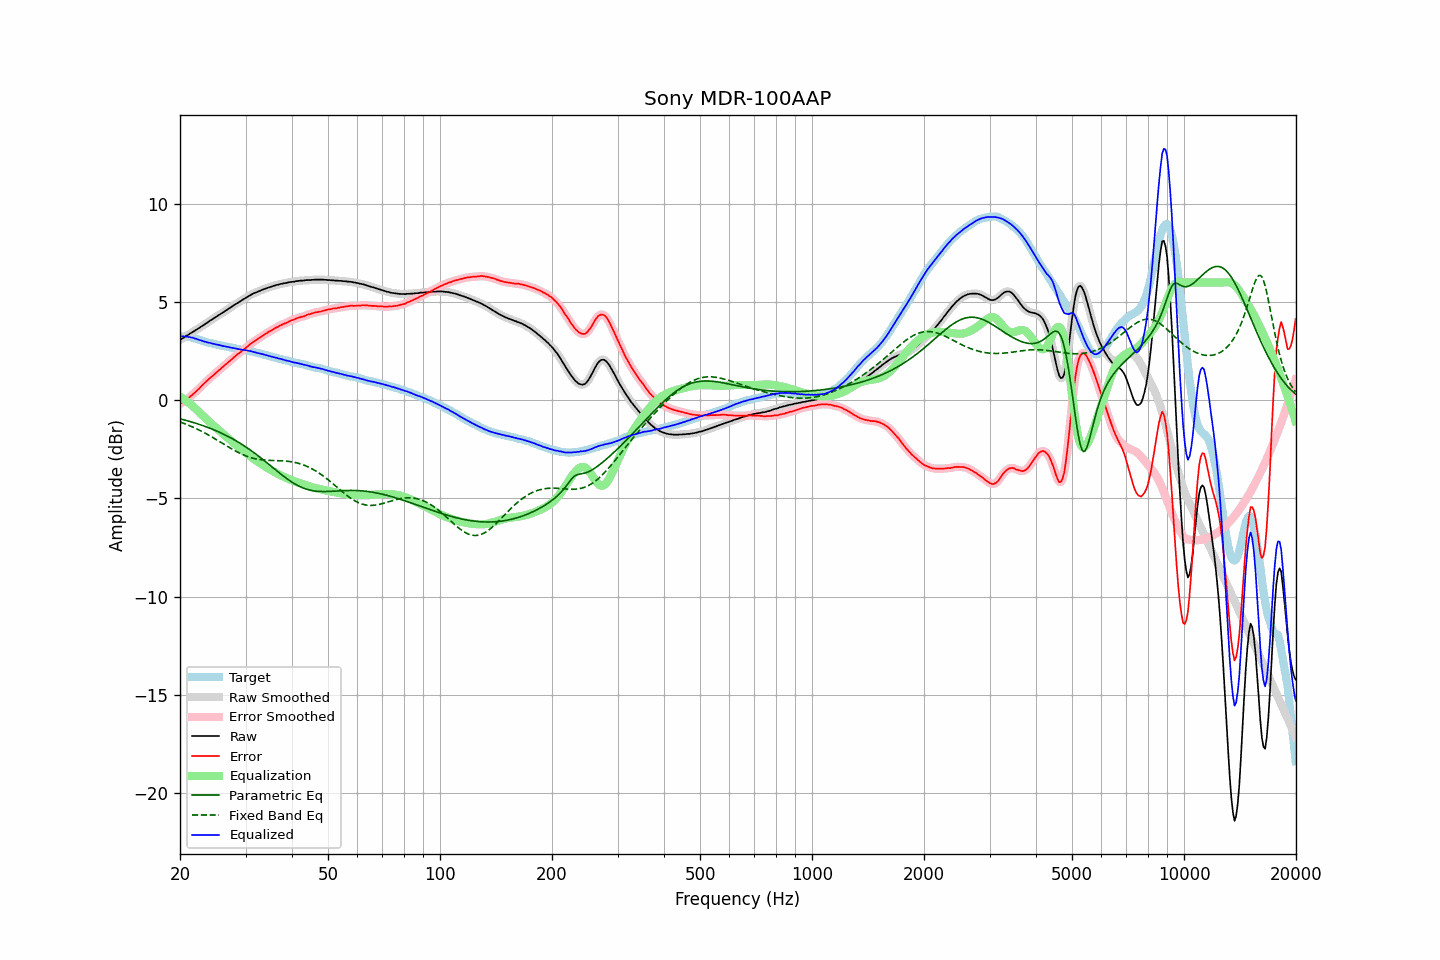 Sony MDR-100AAP
Amplitude (dBr)
10
5
0
−5
−10
−15
−20
Target
Raw Smoothed
Error Smoothed
Raw
Error
Equalization
Parametric Eq
Fixed Band Eq
Equalized
20 50 100 200 500 1000 2000 5000 10000 20000
Frequency (Hz)